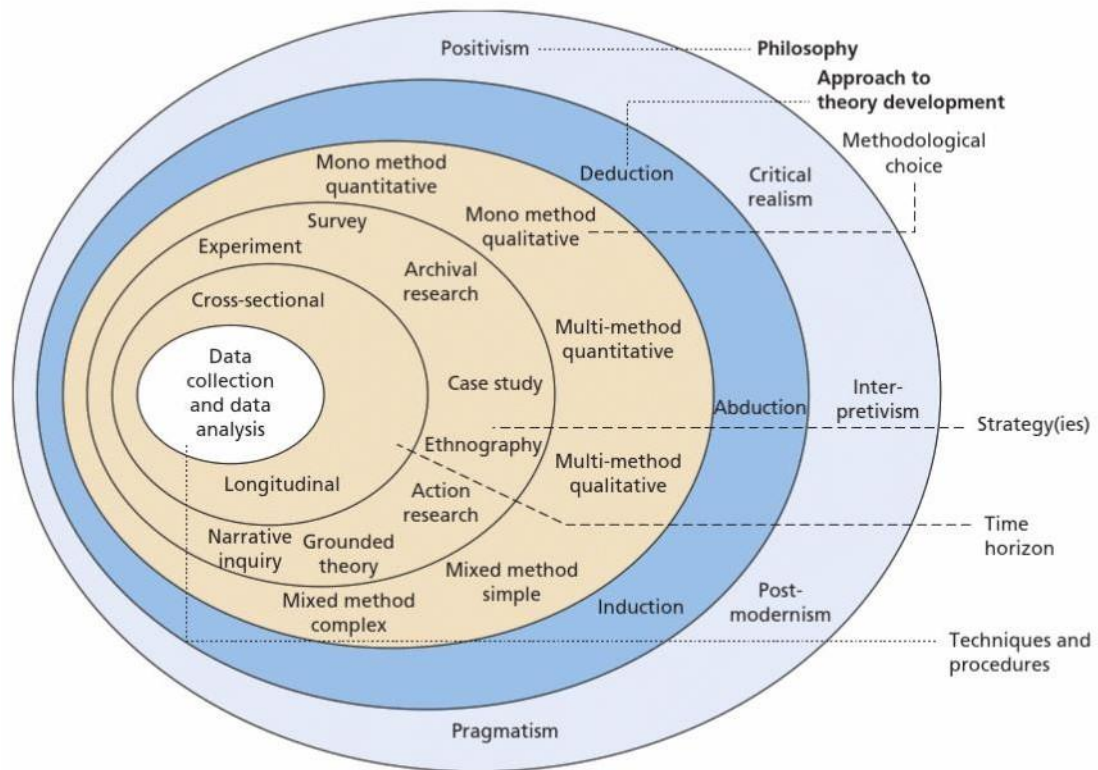 Positivism
Philosophy
Approach to
theory development
Methodological
choice
Mono method
quantitative
Deduction
Critical
realism
Survey
Mono method
qualitative
Experiment
Archival
research
Cross-sectional
Multi-method
quantitative
Data
collection
and data
analysis
Case study
Abduction
Inter-
pretivism
Strategy(ies)
Ethnography
Multi-method
qualitative
Longitudinal
Action
research
Time
horizon
Narrative
inquiry
Grounded
theory
Mixed method
simple
Mixed method
complex
Induction
Post-
modernism
Techniques and
procedures
Pragmatism